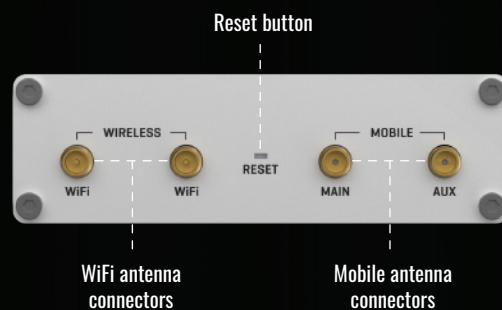 Reset button
WIRELESS
MOBILE
WiFi
WiFi
RESET
MAIN
AUX
WiFi antenna
connectors
Mobile antenna
connectors